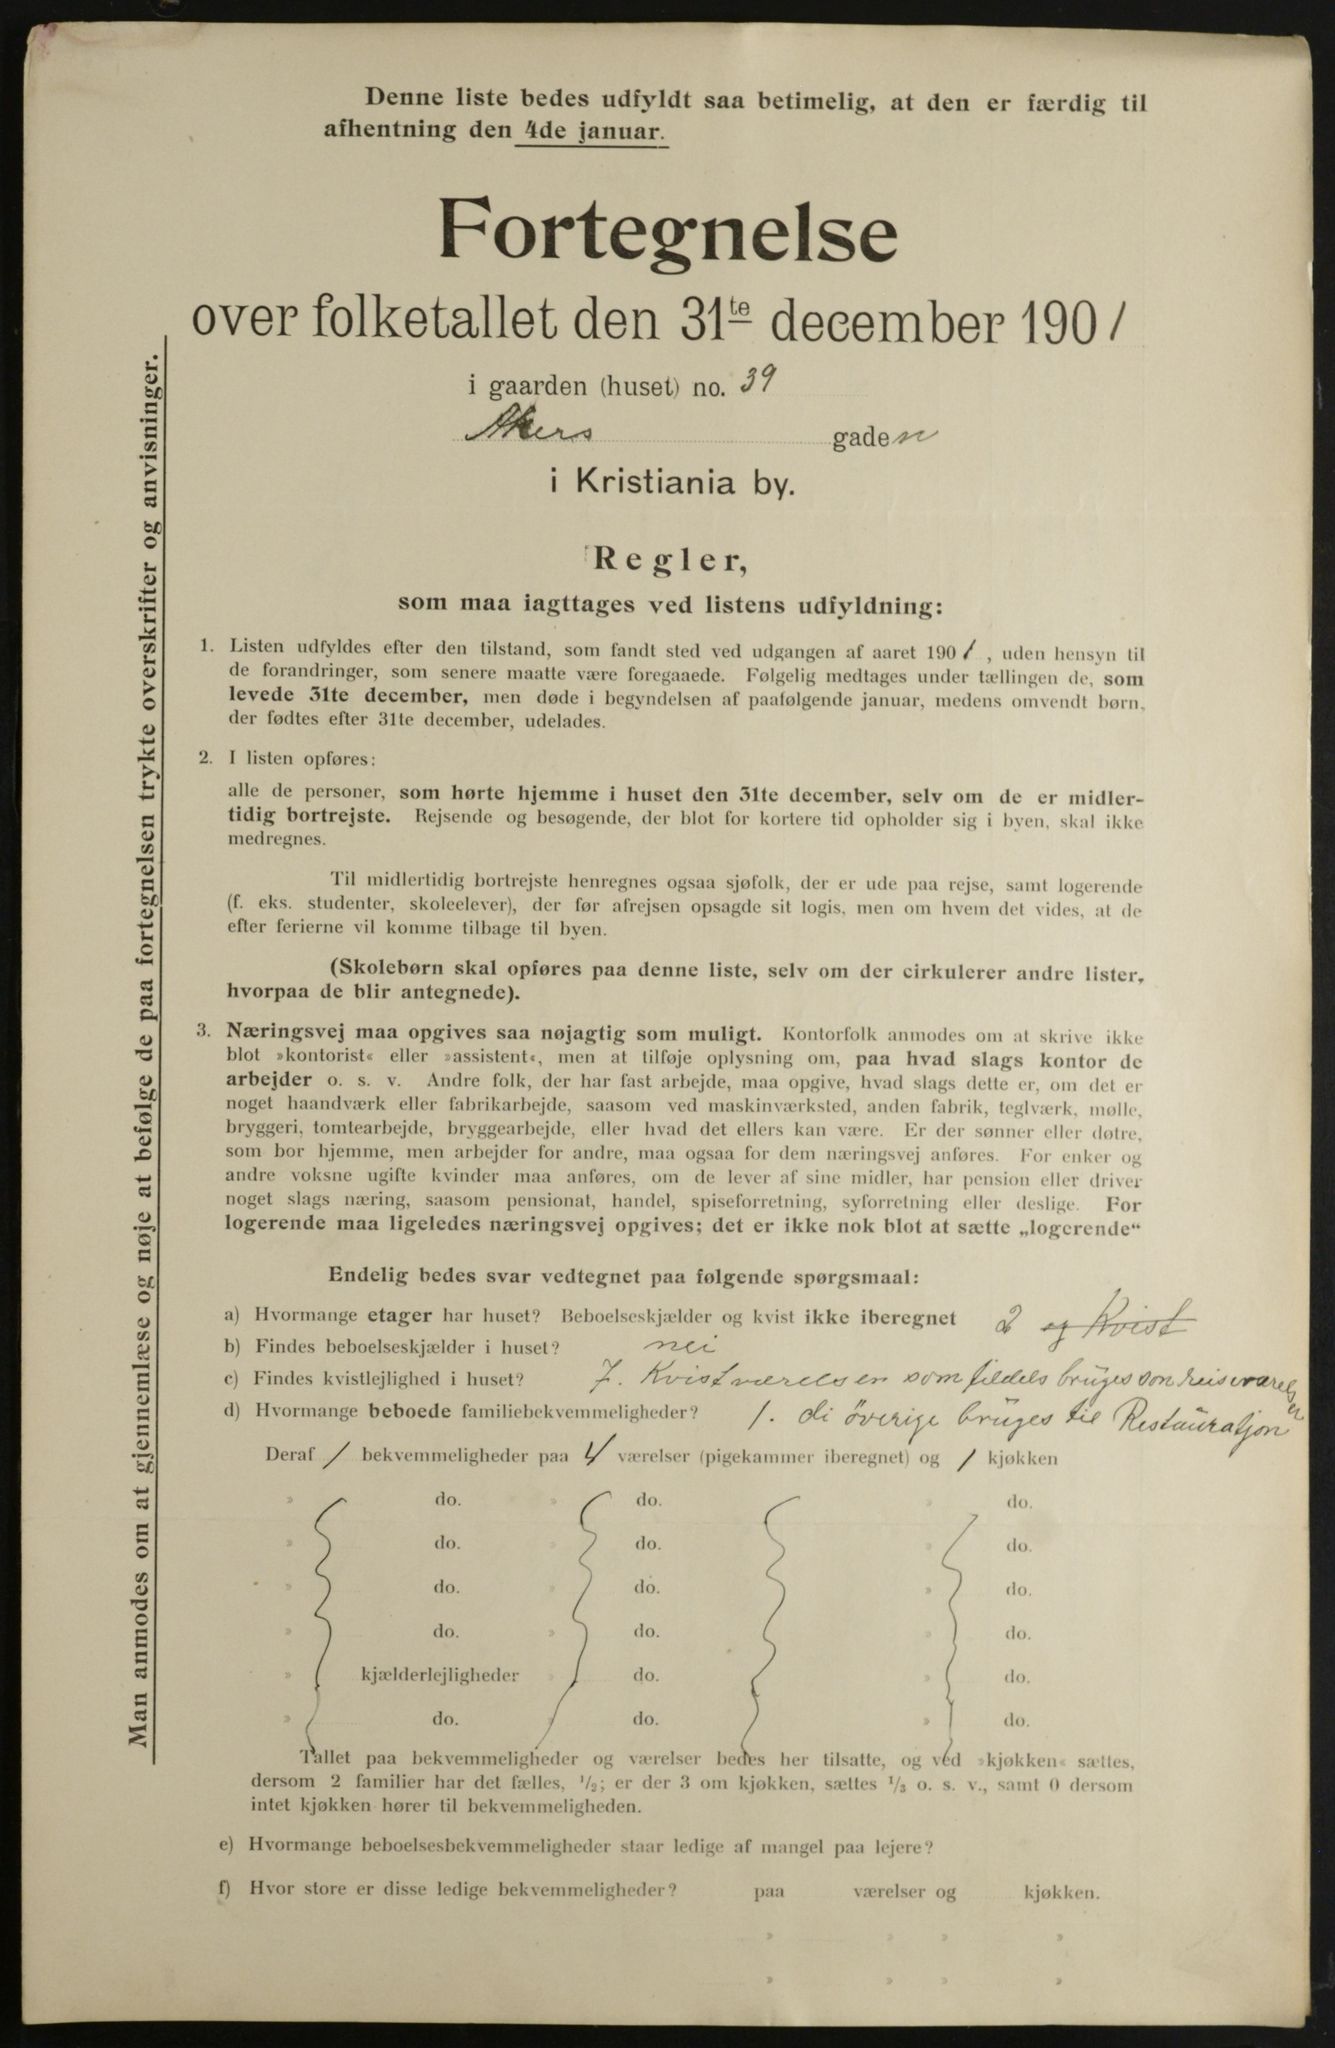 Denne liste bedes udfyldt saa betimelig, at den er færdig til
afhentning den 4de januar.
Fortegnelse
over folketallet den 31te december 1901
i gaarden (huset) no. 39
Akers gaden
i Kristiania by.
Regler,
som maa iagttages ved listens udfyldning:
1. Listen udfyldes efter den tilstand, som fandt sted ved udgangen af aaret 1901, uden hensyn til
de forandringer, som senere maatte være foregaaede. Følgelig medtages under tællingen de, som
levede 31te december, men døde i begyndelsen af paafølgende januar, medens omvendt børn,
der fødtes efter 31te december, udelades.
2. I listen opføres:
alle de personer, som hørte hjemme i huset den 31te december, selv om de er midler-
tidig bortrejste. Rejsende og besøgende, der blot for kortere tid opholder sig i byen, skal ikke
medregnes.
Til midlertidig bortrejste henregnes ogsaa sjøfolk, der er ude paa rejse, samt logerende
(f. eks. studenter, skoleelever), der før afrejsen opsagde sit logis, men om hvem det vides, at de
efter ferierne vil komme tilbage til byen.
(Skolebørn skal opføres paa denne liste, selv om der cirkulerer andre lister,
hvorpaa de blir antegnede).
3. Næringsvej maa opgives saa nøjagtig som muligt. Kontorfolk anmodes om at skrive ikke
blot »kontorist« eller »assistent«, men at tilføje oplysning om, paa hvad slags kontor de
arbejder o. s. v. Andre folk, der har fast arbejde, maa opgive, hvad slags dette er, om det er
noget haandværk eller fabrikarbejde, saasom ved maskinværksted, anden fabrik, teglværk, mølle,
bryggeri, tomtearbejde, bryggearbejde, eller hvad det ellers kan være. Er der sønner eller døtre,
som bor hjemme, men arbejder for andre, maa ogsaa for dem næringsvej anføres. For enker og
andre voksne ugifte kvinder maa anføres, om de lever af sine midler, har pension eller driver
noget slags næring, saasom pensionat, handel, spiseforretning, syforretning eller deslige. For
logerende maa ligeledes næringsvej opgives; det er ikke nok blot at sætte „logerende“
Endelig bedes svar vedtegnet paa følgende spørgsmaal:
a) Hvormange etager har huset? Beboelseskjælder og kvist ikke iberegnet 2 og Kvist
b) Findes beboelseskjælder i huset? nei
c) Findes kvistlejlighed i huset? 7. Kvistværelser som tildels bruges som reiseværelser
d) Hvormange beboede familiebekvemmeligheder? 1. di överige bruges til Restauratjon
Deraf 1 bekvemmeligheder paa 4 værelser (pigekammer iberegnet) og 1 kjøkken
» do. » do. » do.
» do. » do. » do.
» do. » do. » do.
» do. » do. » do.
» kjælderlejligheder » do. » do.
» do. » do. » do.
Tallet paa bekvemmeligheder og værelser bedes her tilsatte, og ved »kjøkken« sættes,
dersom 2 familier har det fælles, 1/2; er der 3 om kjøkken, sættes 1/3 o. s. v., samt 0 dersom
intet kjøkken hører til bekvemmeligheden.
e) Hvormange beboelsesbekvemmeligheder staar ledige af mangel paa lejere?
f) Hvor store er disse ledige bekvemmeligheder? paa værelser og kjøkken.
» » » »
» » » »
Man anmodes om at gjennemlæse og nøje at befølge de paa fortegnelsen trykte overskrifter og anvisninger.